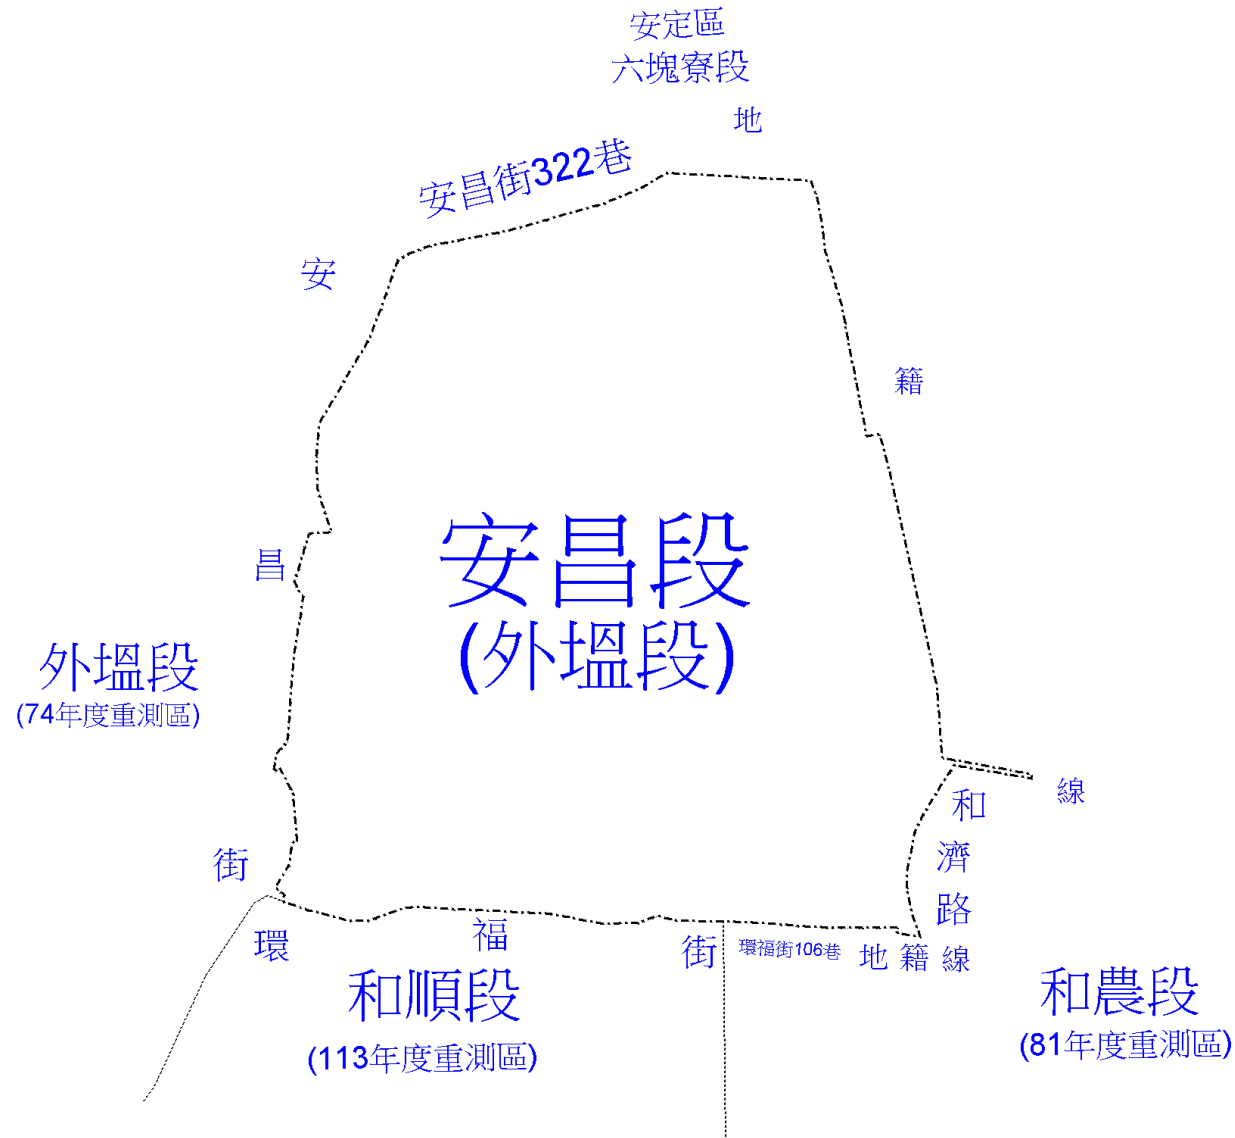 安定區
六塊寮段
地
籍
線
安昌街322巷
安
昌
街
安昌段
(外塭段)
外塭段
(74年度重測區)
和
濟
路
環
福
街
環福街106巷
地籍線
和順段
(113年度重測區)
和農段
(81年度重測區)